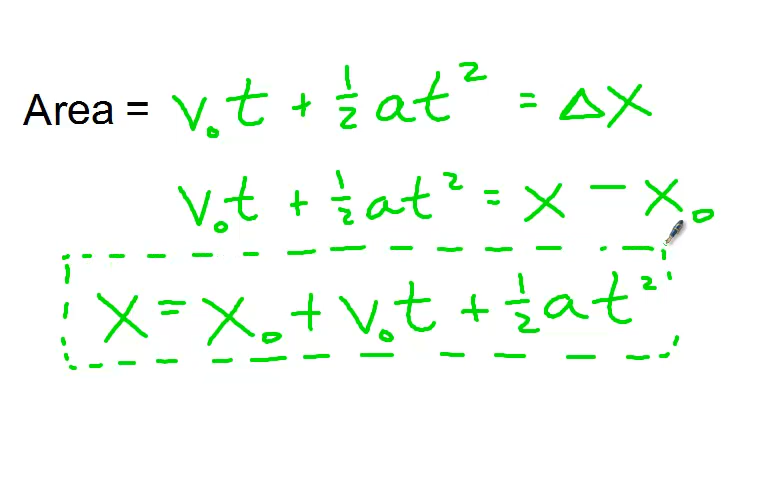 Area = v₀t + ½at² = Δx
v₀t + ½at² = x − x₀
x = x₀ + v₀t + ½at²